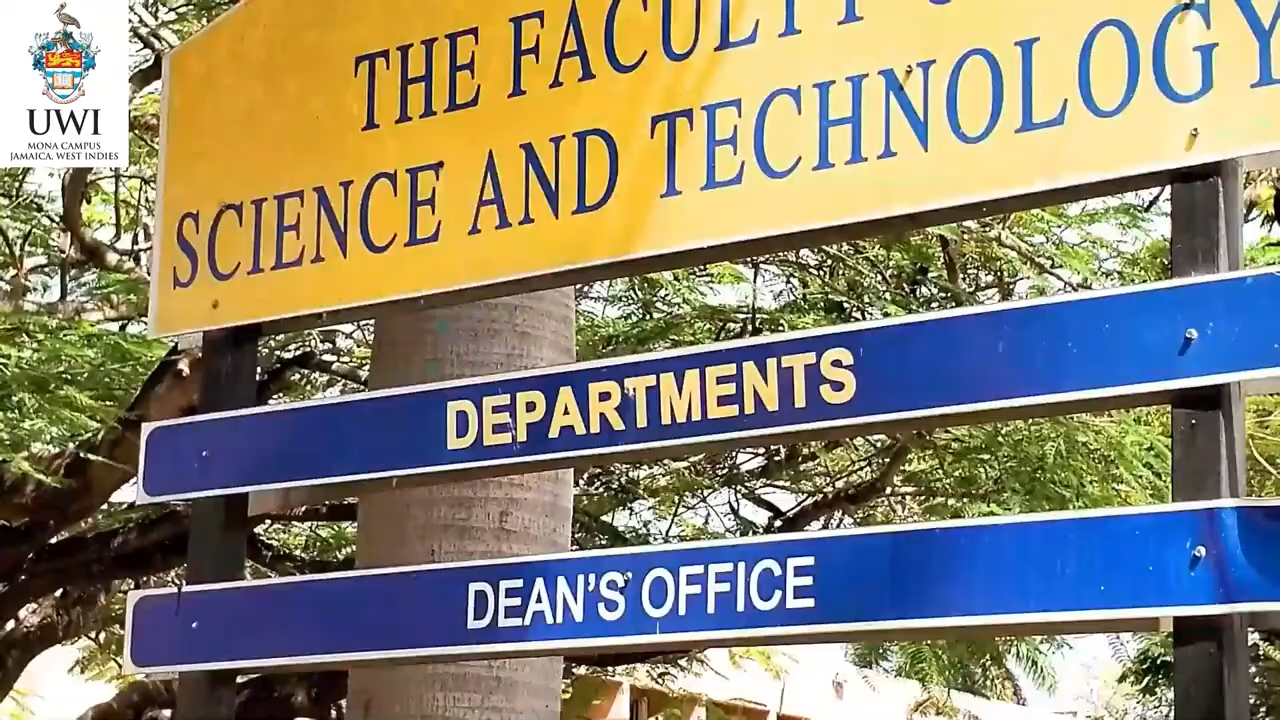 UWI
MONA CAMPUS
JAMAICA, WEST INDIES
THE FACULTY
SCIENCE AND TECHNOLOGY
DEPARTMENTS
DEAN'S OFFICE